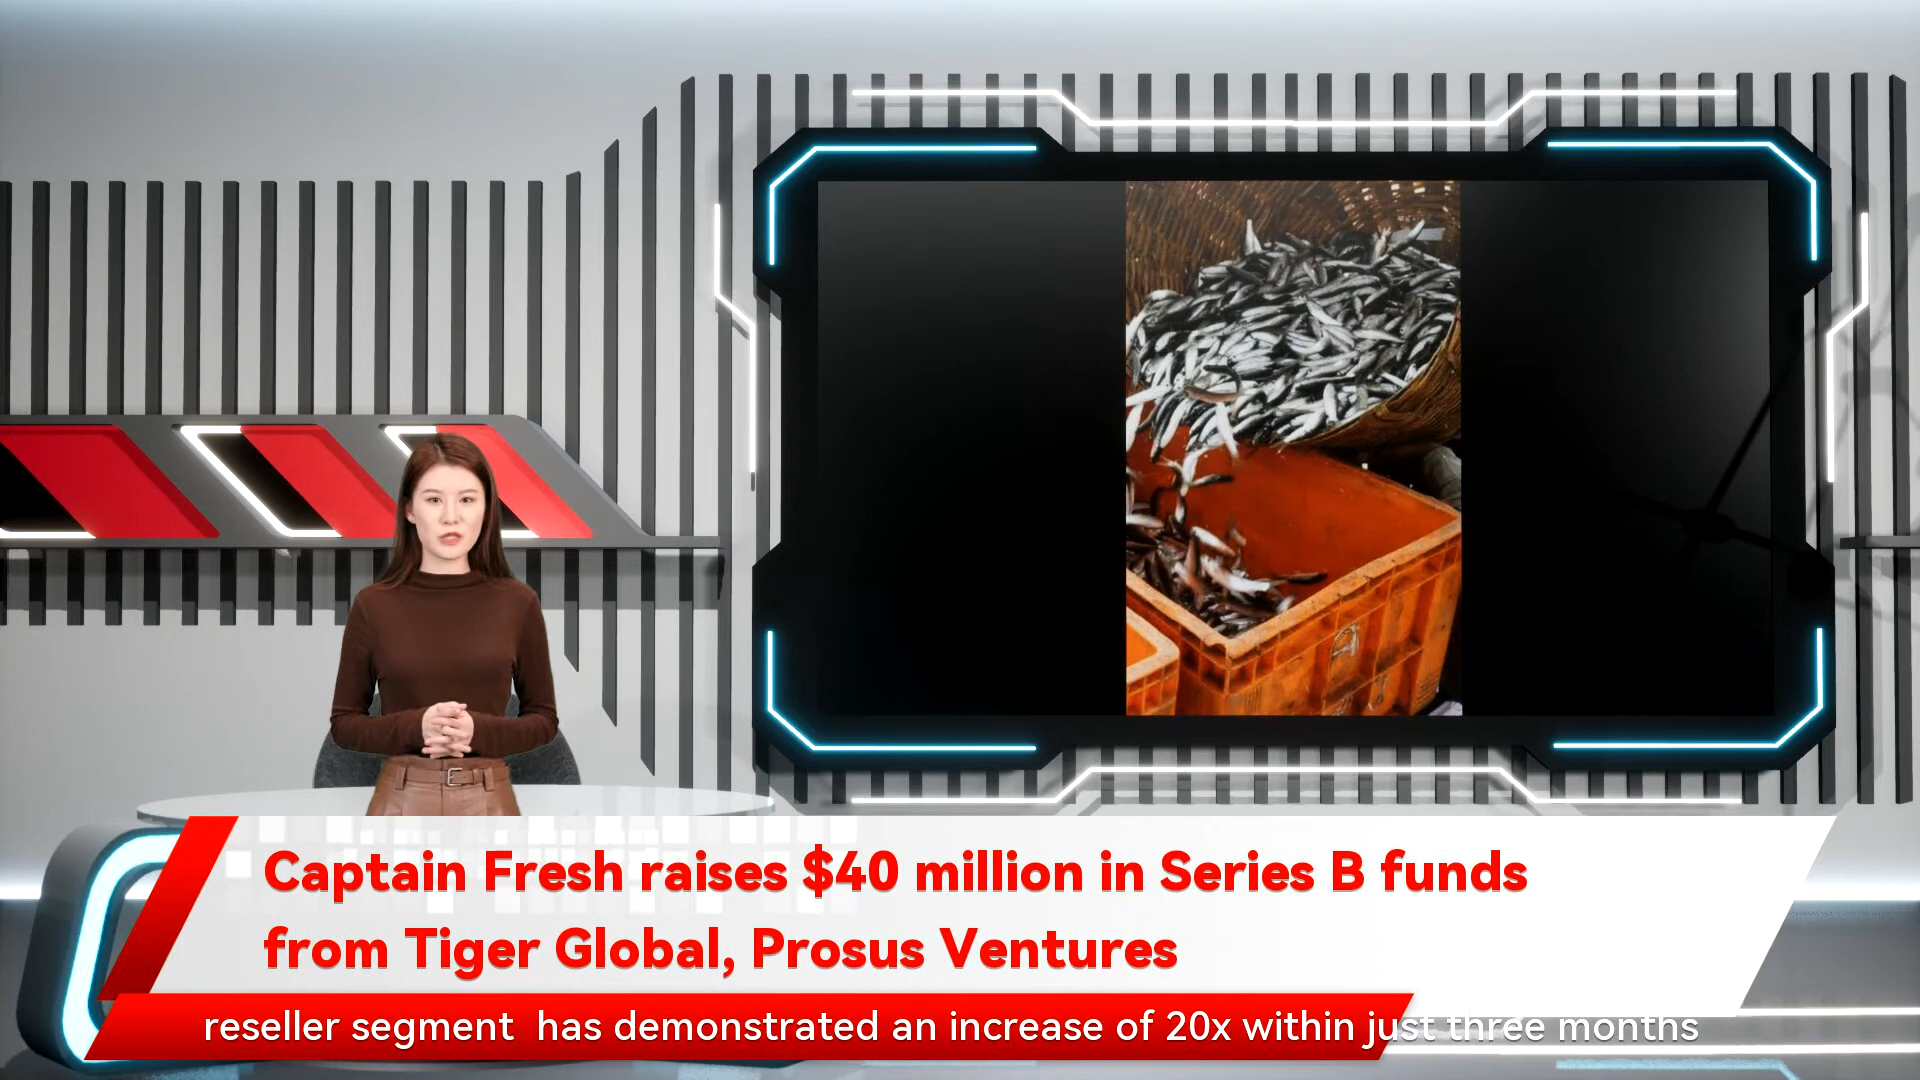 Captain Fresh raises $40 million in Series B funds
from Tiger Global, Prosus Ventures
reseller segment has demonstrated an increase of 20x within just three months